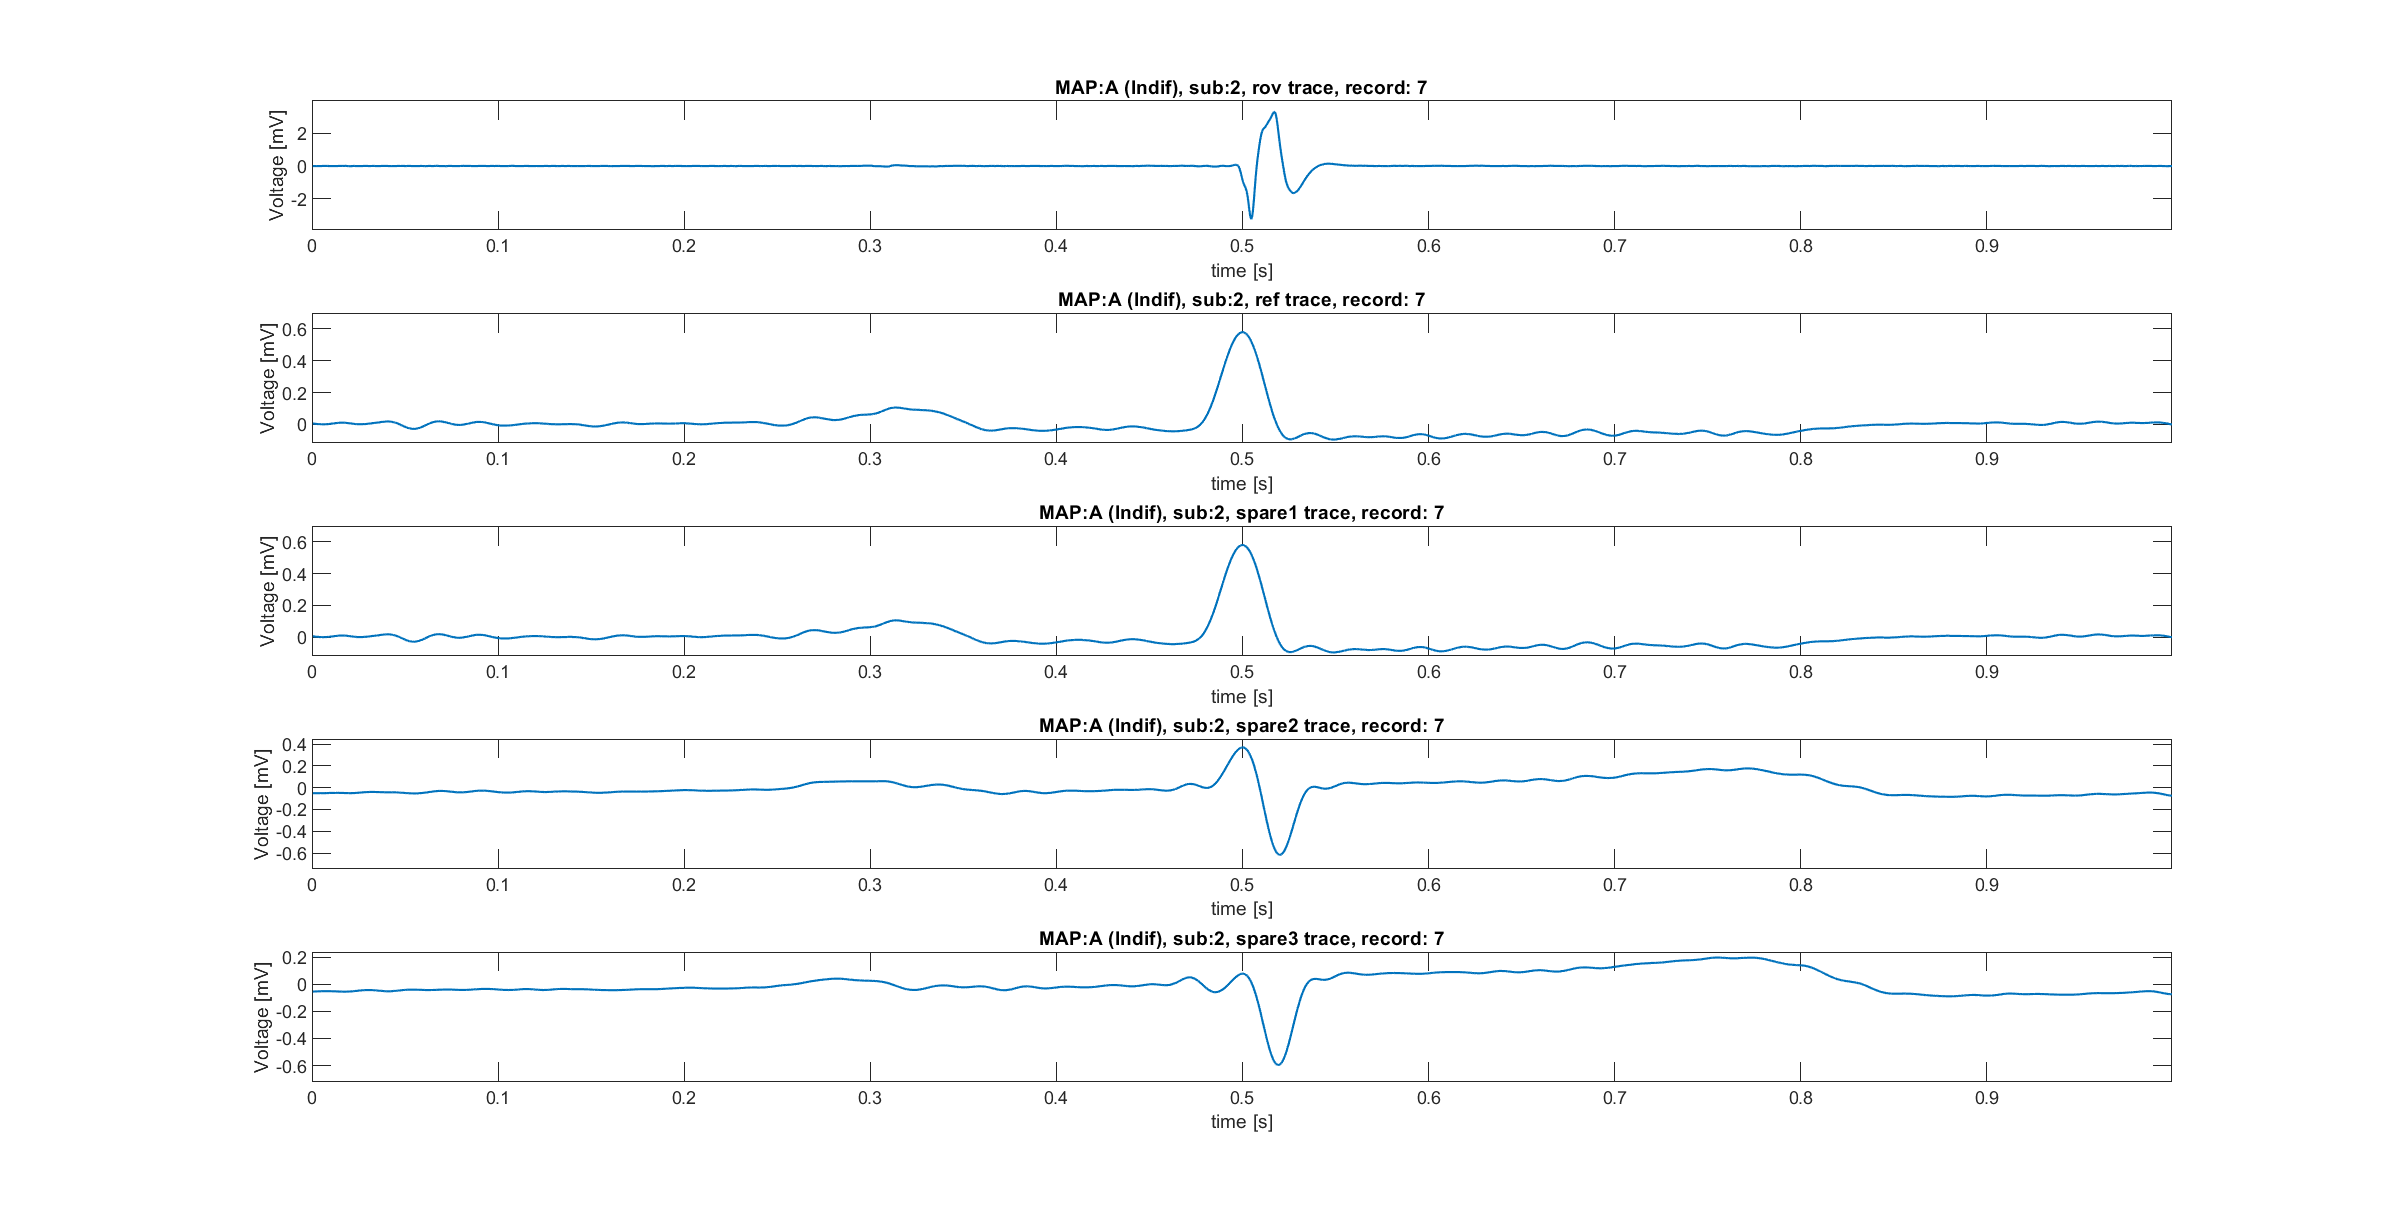 MAP:A (Indif), sub:2, rov trace, record: 7
Voltage [mV]
2
0
-2
0 0.1 0.2 0.3 0.4 0.5 0.6 0.7 0.8 0.9
time [s]
MAP:A (Indif), sub:2, ref trace, record: 7
Voltage [mV]
0.6
0.4
0.2
0
0 0.1 0.2 0.3 0.4 0.5 0.6 0.7 0.8 0.9
time [s]
MAP:A (Indif), sub:2, spare1 trace, record: 7
Voltage [mV]
0.6
0.4
0.2
0
0 0.1 0.2 0.3 0.4 0.5 0.6 0.7 0.8 0.9
time [s]
MAP:A (Indif), sub:2, spare2 trace, record: 7
Voltage [mV]
0.4
0.2
0
-0.2
-0.4
-0.6
0 0.1 0.2 0.3 0.4 0.5 0.6 0.7 0.8 0.9
time [s]
MAP:A (Indif), sub:2, spare3 trace, record: 7
Voltage [mV]
0.2
0
-0.2
-0.4
-0.6
0 0.1 0.2 0.3 0.4 0.5 0.6 0.7 0.8 0.9
time [s]